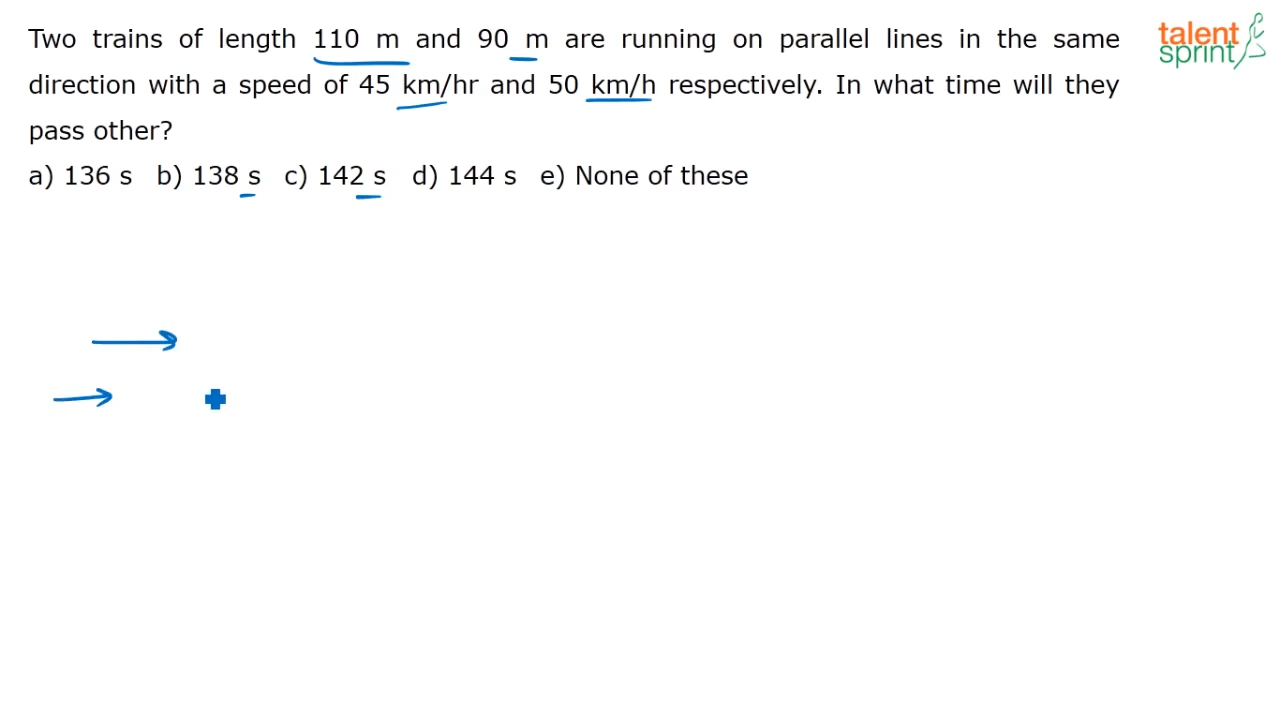 Two trains of length 110 m and 90 m are running on parallel lines in the same
direction with a speed of 45 km/hr and 50 km/h respectively. In what time will they
pass other?
a) 136 s b) 138 s c) 142 s d) 144 s e) None of these
talent
sprint